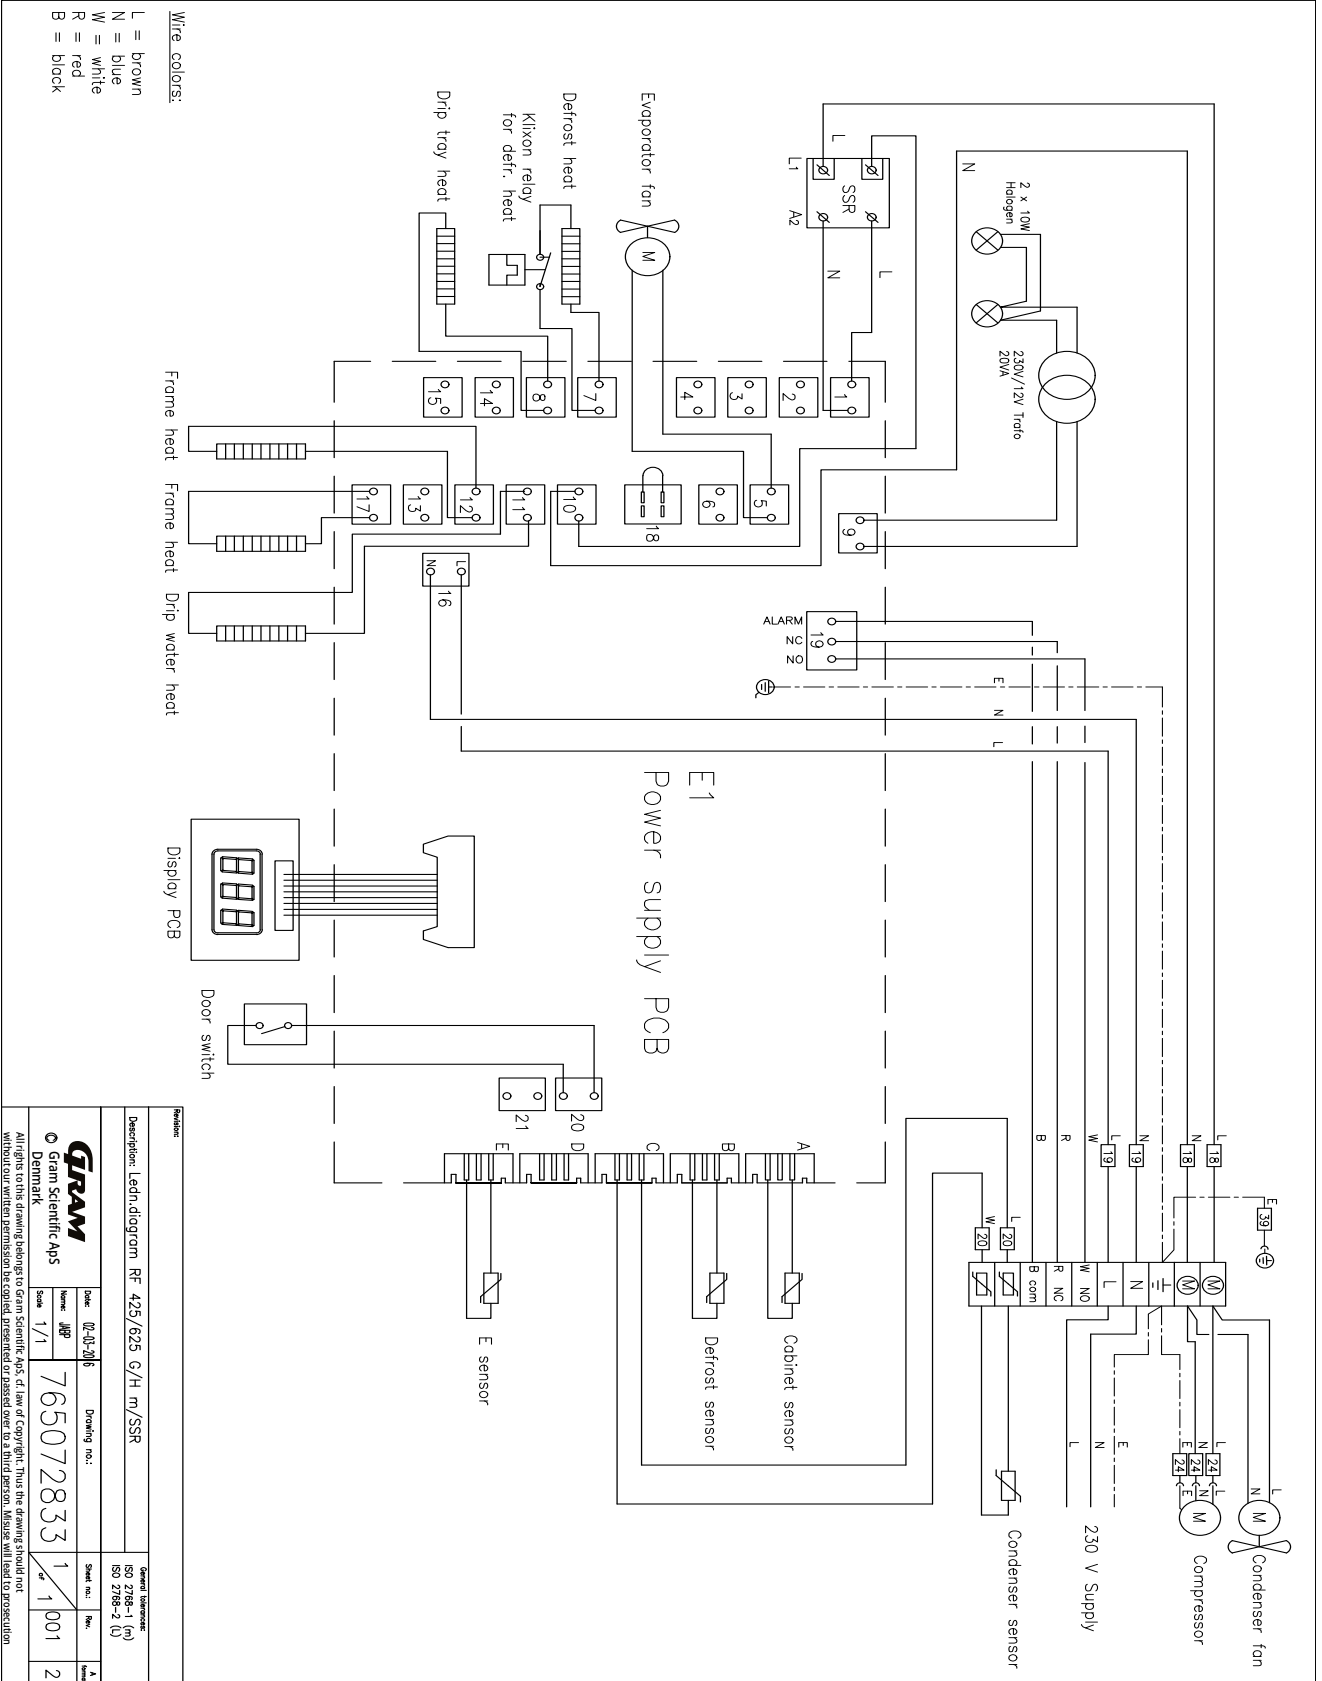 Wire colors:
L = brown
N = blue
W = white
R = red
B = black
2 x 10W
Halogen
230V/12V Trafo
20VA
N
L
L1
SSR
A2
N
L
Evaporator fan
M
Defrost heat
Klixon relay
for defr. heat
Drip tray heat
1
2
3
4
7
8
14
15
5
6
18
10
11
12
13
17
9
16
L
N
ALARM
NC
NO
19
E
N
L
Frame heat
Frame heat
Drip water heat
E1
Power supply PCB
Display PCB
Door switch
20
21
A
B
C
D
E
Cabinet sensor
Defrost sensor
E sensor
L 18
N 18
N 19
L 19
W
R
B
E 39
L 20
W 20
M
M
N
L
W NO
R NC
B com
L
N
M
Condenser fan
L 24 L
N 24 N
E 24 E
M
Compressor
E
N
L
230 V Supply
Condenser sensor
Revision:
Description: Ledn.diagram RF 425/625 G/H m/SSR
General tolerances:
ISO 2768-1 (m)
ISO 2768-2 (L)
GRAM
© Gram Scientific ApS
Denmark
Date: 02-03-2016
Name: JABP
Scale 1/1
Drawing no.:
765072833
Sheet no.:
1 of 1
Rev.
001
A
2
All rights to this drawing belongs to Gram Scientific ApS, cf. law of Copyright. Thus the drawing should not
without our written permission be copied, presented or passed over to a third person. Misuse will lead to prosecution